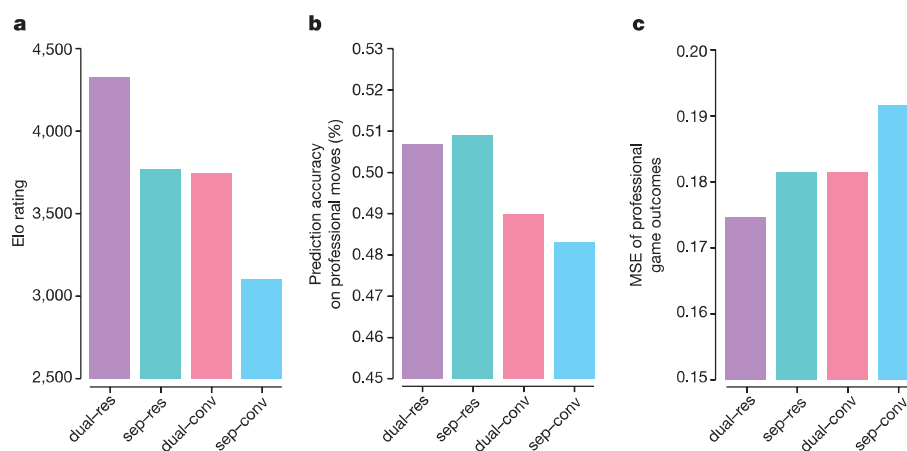 a
Elo rating
4,500
4,000
3,500
3,000
2,500
dual–res
sep–res
dual–conv
sep–conv
b
Prediction accuracy
on professional moves (%)
0.53
0.52
0.51
0.50
0.49
0.48
0.47
0.46
0.45
dual–res
sep–res
dual–conv
sep–conv
c
MSE of professional
game outcomes
0.20
0.19
0.18
0.17
0.16
0.15
dual–res
sep–res
dual–conv
sep–conv